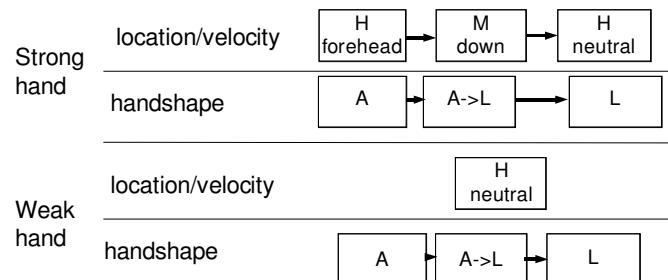 Strong
hand
location/velocity
H
forehead
M
down
H
neutral
handshape
A
A->L
L
Weak
hand
location/velocity
H
neutral
handshape
A
A->L
L